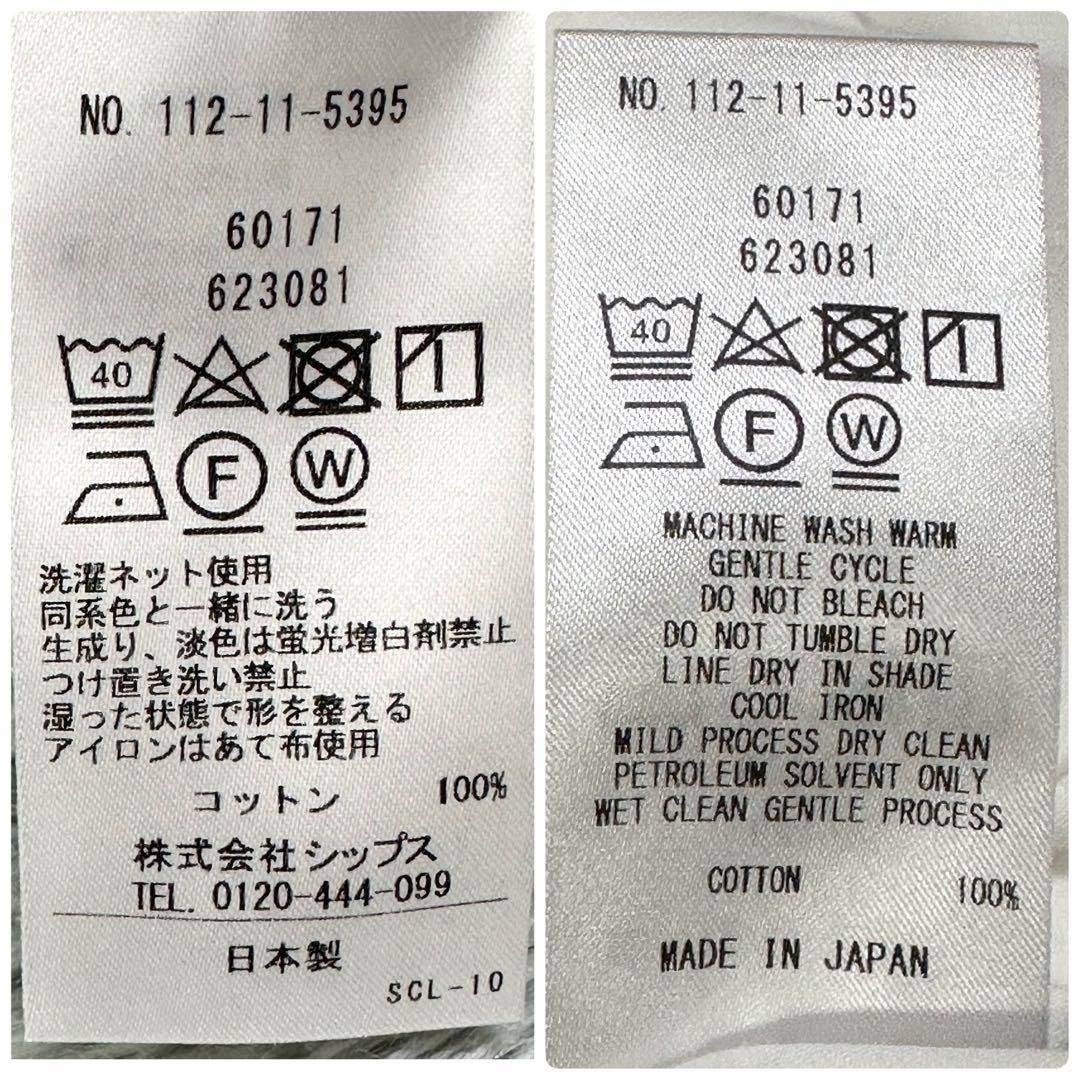 NO. 112-11-5395
60171
623081
40
F
W
洗濯ネット使用
同系色と一緒に洗う
生成り、淡色は蛍光増白剤禁止
つけ置き洗い禁止
湿った状態で形を整える
アイロンはあて布使用
コットン 100%
株式会社シップス
TEL. 0120-444-099
日本製
SCL-10
NO. 112-11-5395
60171
623081
40
F
W
MACHINE WASH WARM
GENTLE CYCLE
DO NOT BLEACH
DO NOT TUMBLE DRY
LINE DRY IN SHADE
COOL IRON
MILD PROCESS DRY CLEAN
PETROLEUM SOLVENT ONLY
WET CLEAN GENTLE PROCESS
COTTON 100%
MADE IN JAPAN